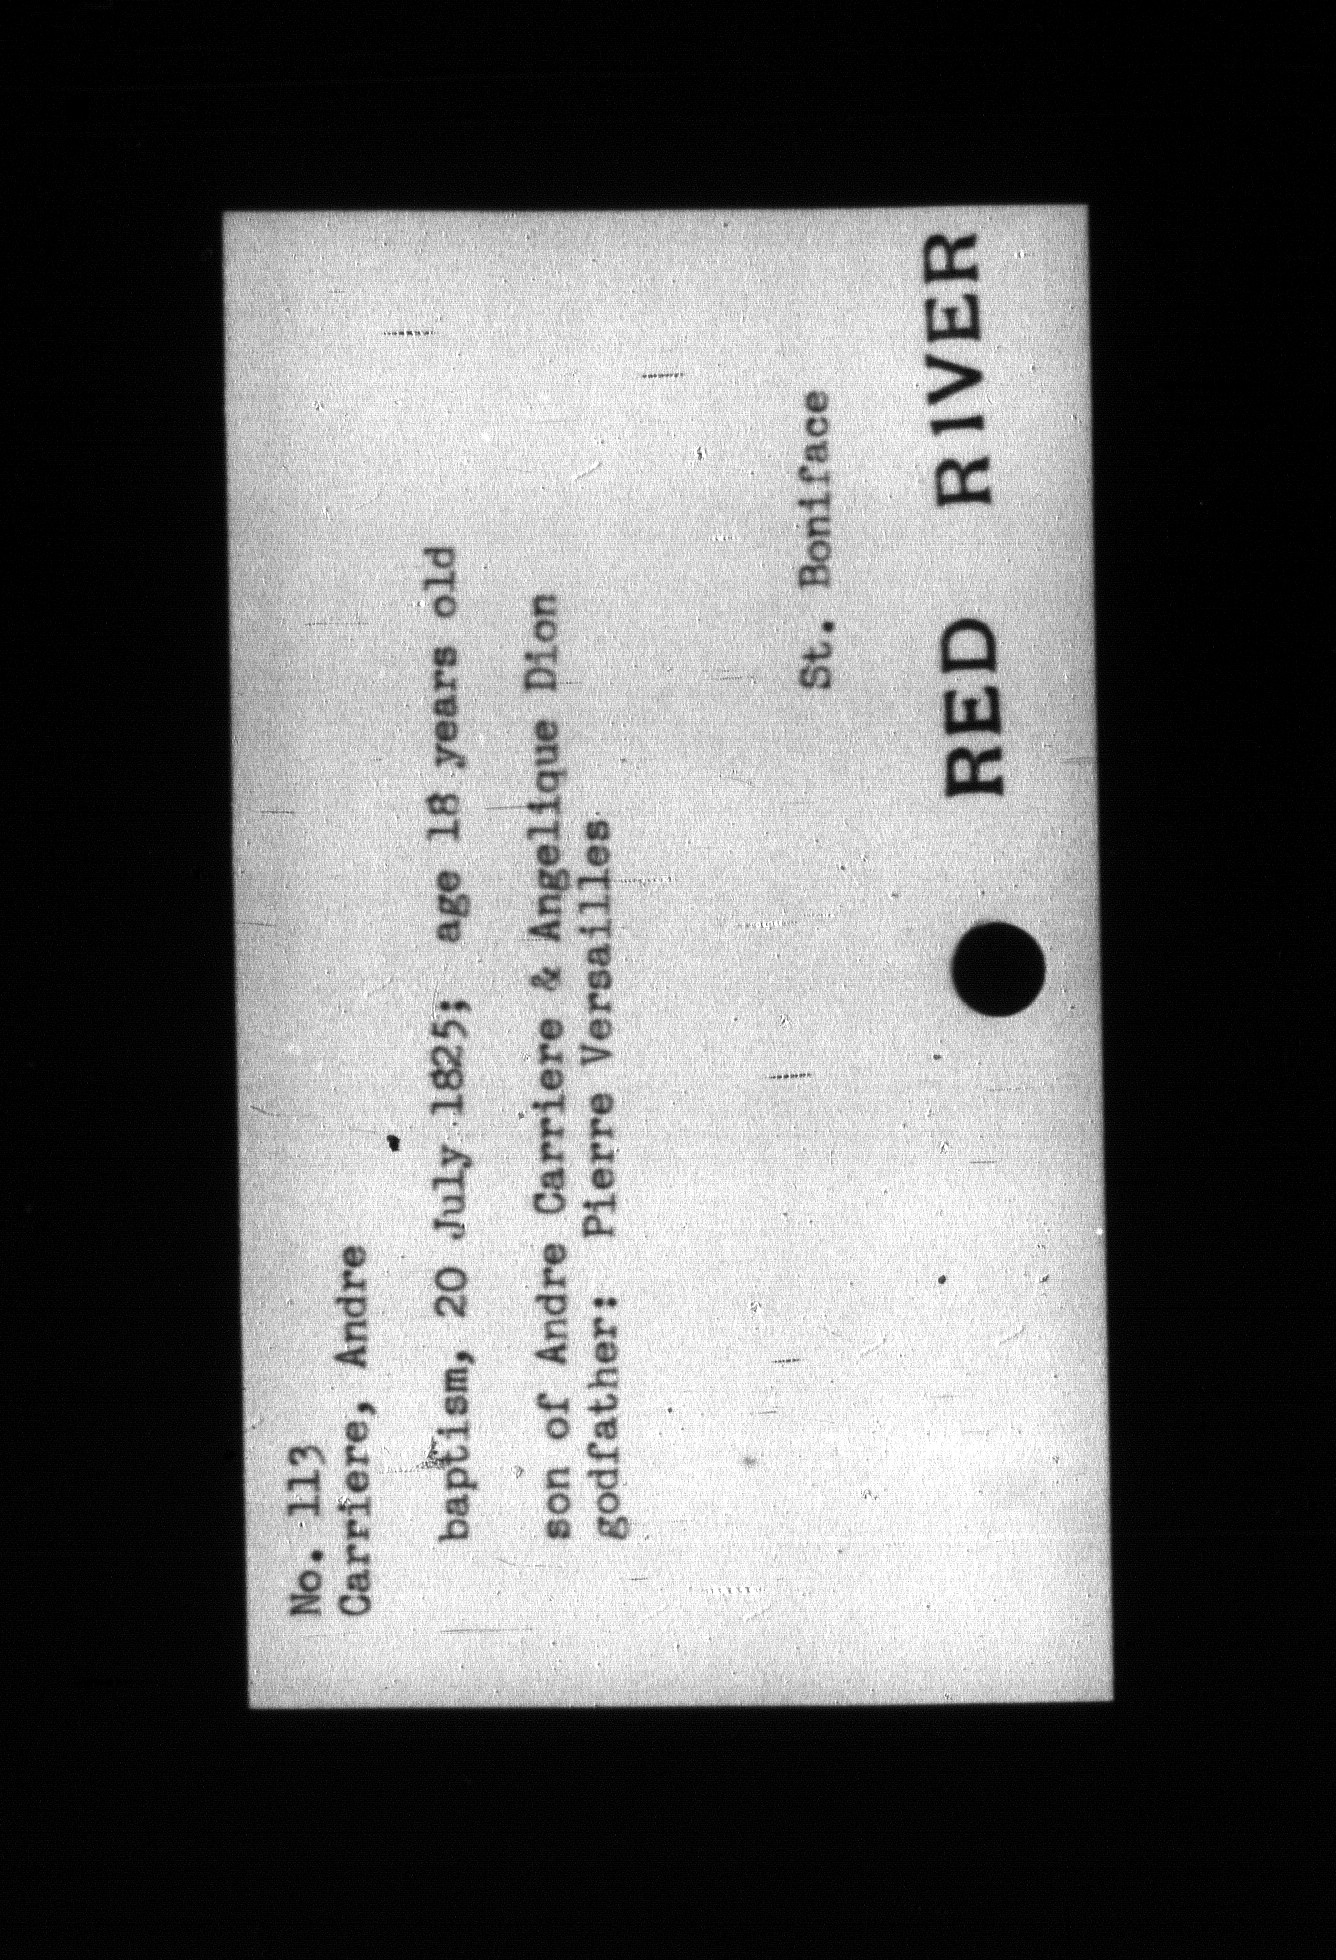 No. 113
Carriere, Andre
baptism, 20 July 1825; age 18 years old
son of Andre Carriere & Angelique Dion
godfather: Pierre Versailles
St. Boniface
RED RIVER